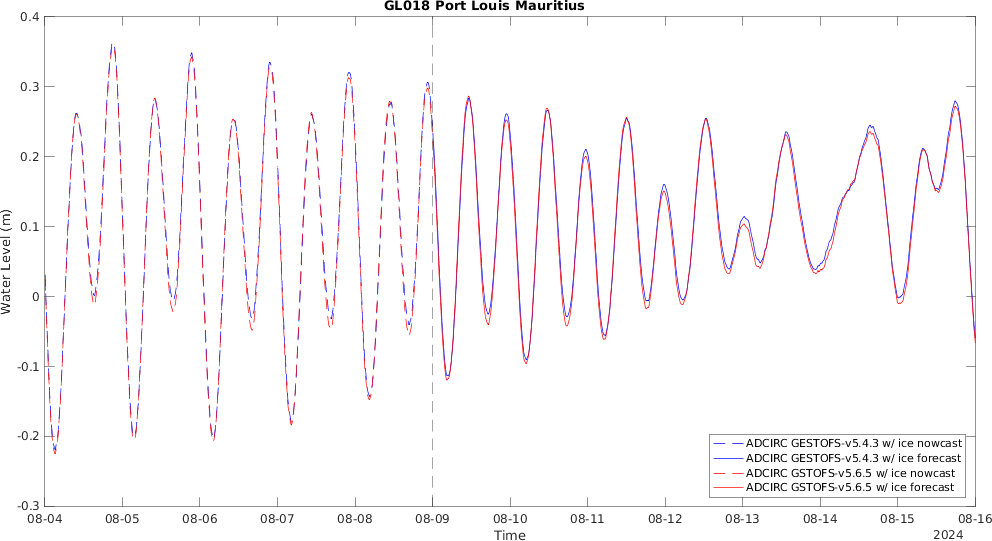 GL018 Port Louis Mauritius
0.4
0.3
0.2
0.1
0
-0.1
-0.2
-0.3
Water Level (m)
ADCIRC GESTOFS-v5.4.3 w/ ice nowcast
ADCIRC GESTOFS-v5.4.3 w/ ice forecast
ADCIRC GSTOFS-v5.6.5 w/ ice nowcast
ADCIRC GSTOFS-v5.6.5 w/ ice forecast
08-04 08-05 08-06 08-07 08-08 08-09 08-10 08-11 08-12 08-13 08-14 08-15 08-16
Time
2024